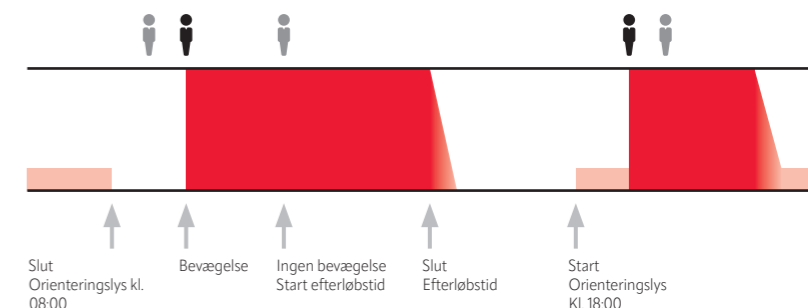 Slut
Orienteringslys kl.
08:00
Bevægelse
Ingen bevægelse
Start efterløbstid
Slut
Efterløbstid
Start
Orienteringslys
Kl. 18:00